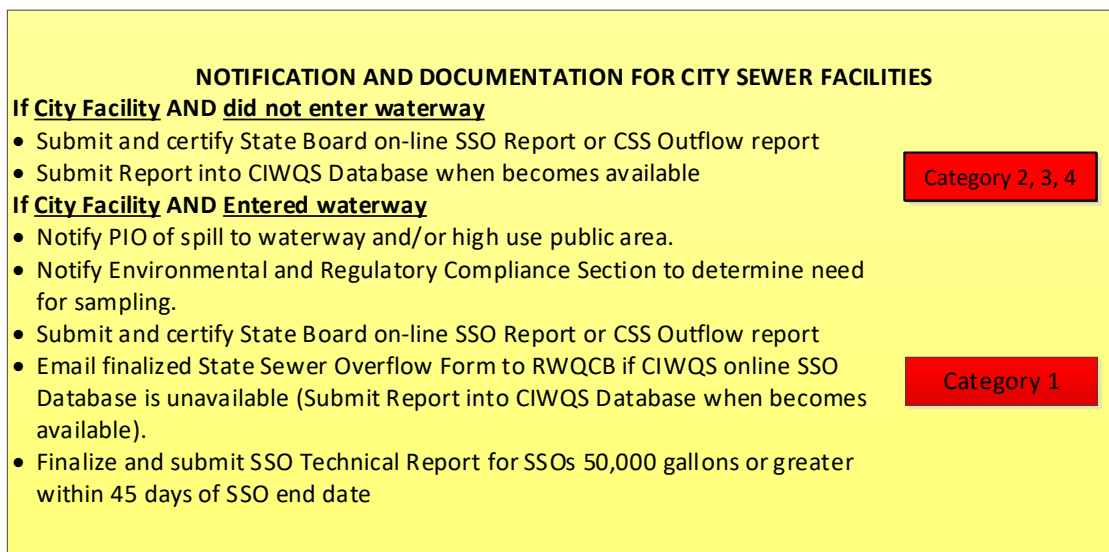 NOTIFICATION AND DOCUMENTATION FOR CITY SEWER FACILITIES
If City Facility AND did not enter waterway
• Submit and certify State Board on-line SSO Report or CSS Outflow report
• Submit Report into CIWQS Database when becomes available
Category 2, 3, 4
If City Facility AND Entered waterway
• Notify PIO of spill to waterway and/or high use public area.
• Notify Environmental and Regulatory Compliance Section to determine need
for sampling.
• Submit and certify State Board on-line SSO Report or CSS Outflow report
• Email finalized State Sewer Overflow Form to RWQCB if CIWQS online SSO
Database is unavailable (Submit Report into CIWQS Database when becomes
available).
Category 1
• Finalize and submit SSO Technical Report for SSOs 50,000 gallons or greater
within 45 days of SSO end date